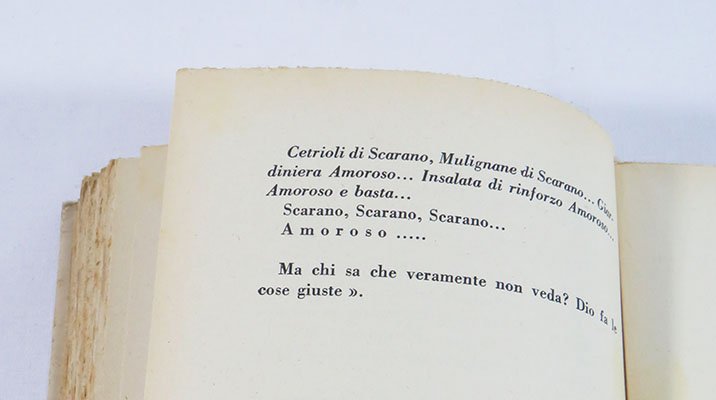 Cetrioli di Scarano, Mulignane di Scarano... Giar-
diniera Amoroso... Insalata di rinforzo Amoroso...
Amoroso e basta...
Scarano, Scarano, Scarano...
Amoroso .....
Ma chi sa che veramente non veda? Dio fa le
cose giuste ».